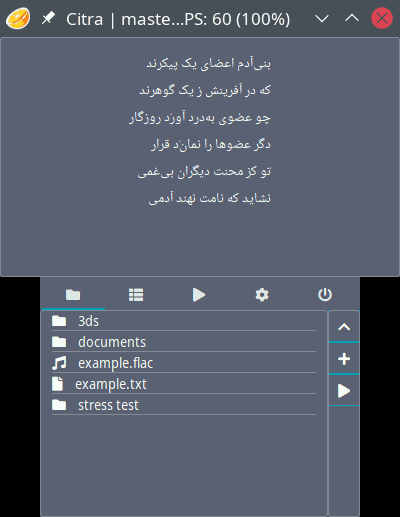 Citra | maste...PS: 60 (100%)
بنی‌آدم اعضای یک پیکرند
که در آفرینش ز یک گوهرند
چو عضوی به‌درد آورَد روزگار
دگر عضوها را نمانَد قرار
تو کز محنت دیگران بی‌غمی
نشاید که نامت نهند آدمی
3ds
documents
example.flac
example.txt
stress test